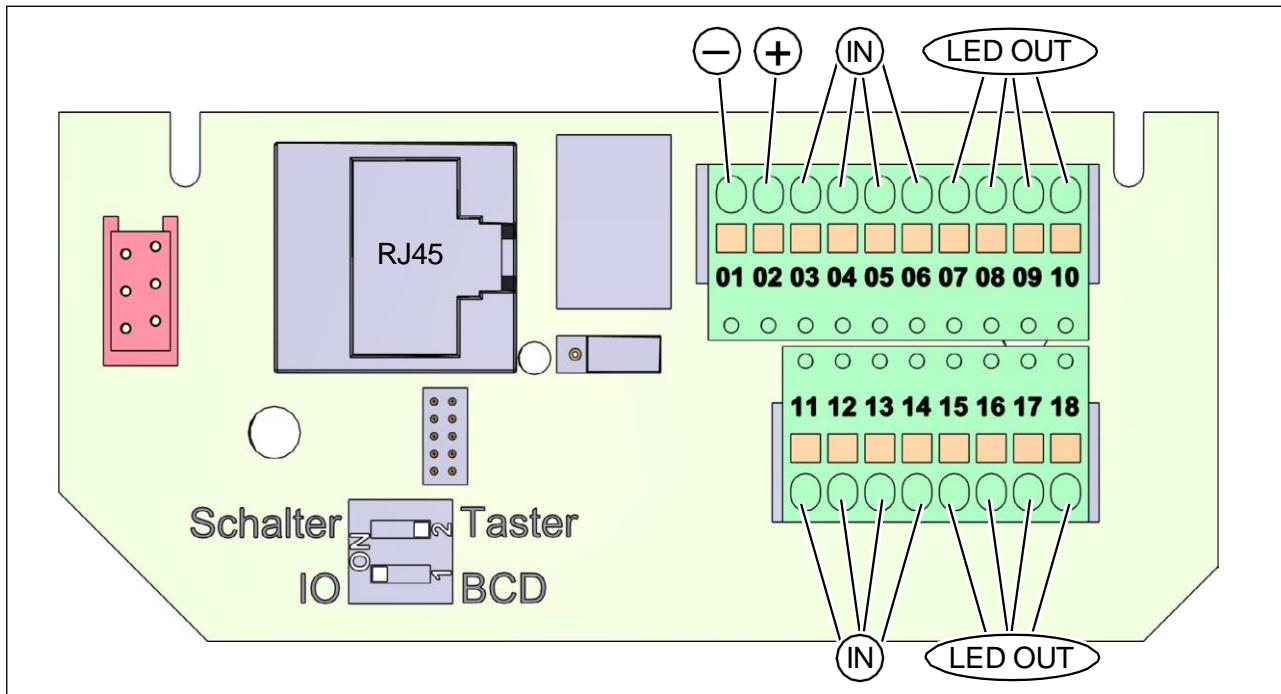 − + IN LED OUT
RJ45
01 02 03 04 05 06 07 08 09 10
11 12 13 14 15 16 17 18
Schalter ON 2 Taster
IO 1 BCD
IN LED OUT